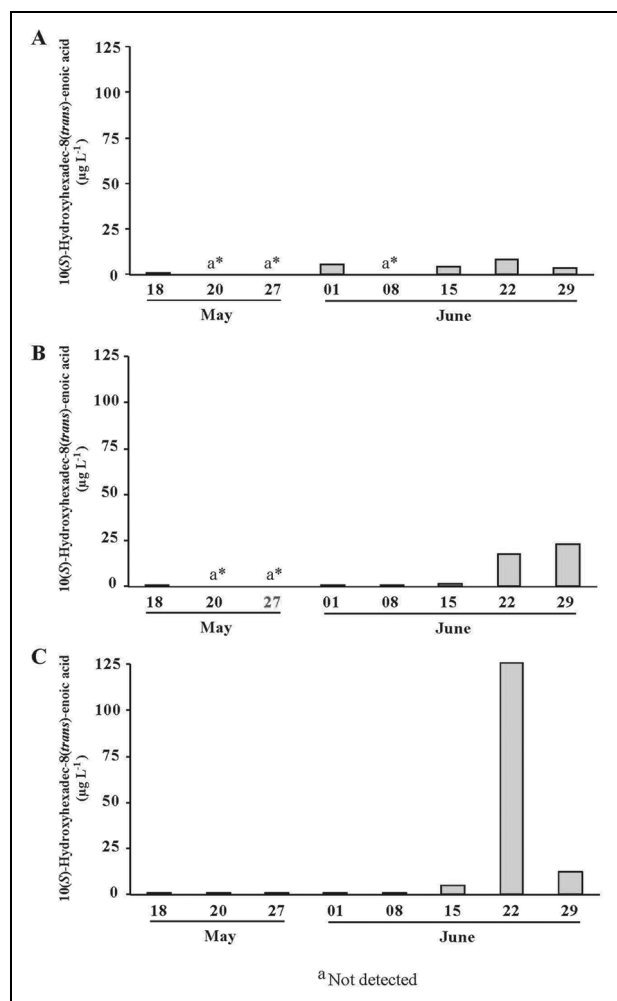 A
10(S)-Hydroxyhexadec-8(trans)-enoic acid
(µg L-1)
125
100
75
50
25
0
a* a* a*
18 20 27 01 08 15 22 29
May June
B
10(S)-Hydroxyhexadec-8(trans)-enoic acid
(µg L-1)
125
100
75
50
25
0
a* a*
18 20 27 01 08 15 22 29
May June
C
10(S)-Hydroxyhexadec-8(trans)-enoic acid
(µg L-1)
125
100
75
50
25
0
18 20 27 01 08 15 22 29
May June
a Not detected